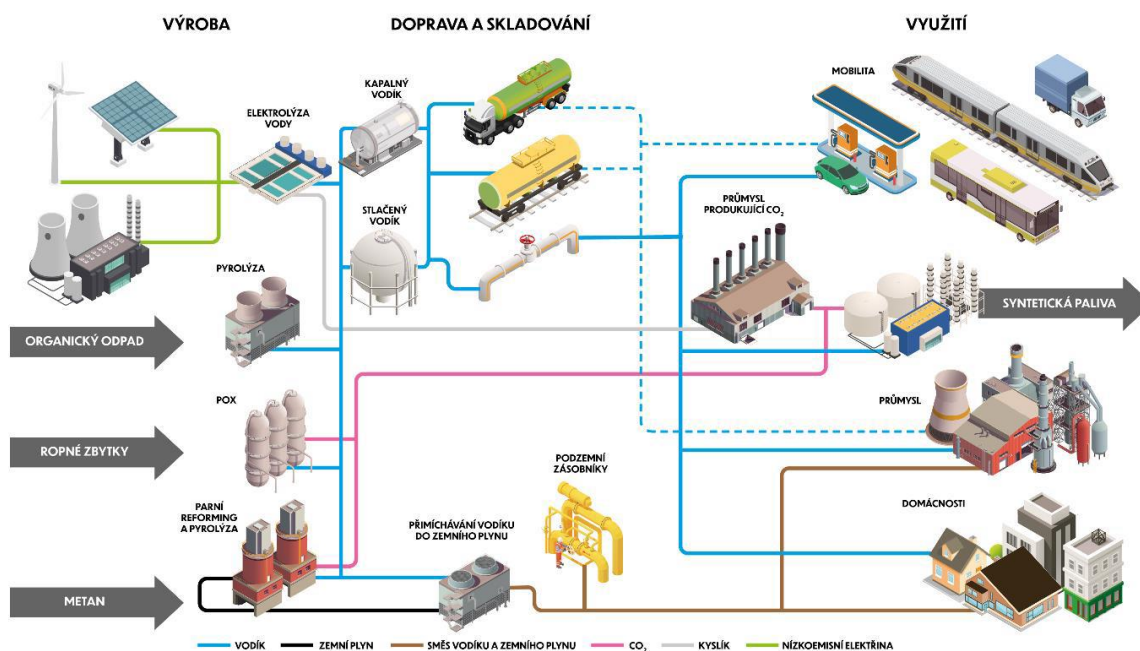 VÝROBA
DOPRAVA A SKLADOVÁNÍ
VYUŽITÍ
KAPALNÝ
VODÍK
MOBILITA
ELEKTROLÝZA
VODY
STLAČENÝ
VODÍK
PRŮMYSL
PRODUKUJÍCÍ CO₂
PYROLÝZA
SYNTETICKÁ PALIVA
ORGANICKÝ ODPAD
PRŮMYSL
POX
ROPNÉ ZBYTKY
PODZEMNÍ
ZÁSOBNÍKY
PARNÍ
REFORMING
A PYROLÝZA
PŘIMÍCHÁVÁNÍ VODÍKU
DO ZEMNÍHO PLYNU
DOMÁCNOSTI
METAN
VODÍK
ZEMNÍ PLYN
SMĚS VODÍKU A ZEMNÍHO PLYNU
CO₂
KYSLÍK
NÍZKOEMISNÍ ELEKTŘINA